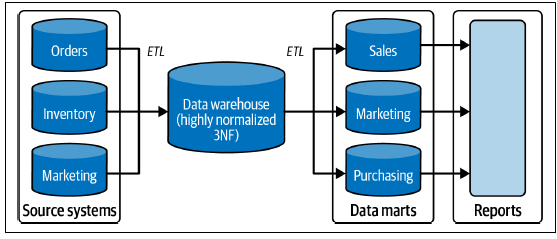 Orders
Inventory
Marketing
Source systems
ETL
Data warehouse
(highly normalized
3NF)
ETL
Sales
Marketing
Purchasing
Data marts
Reports